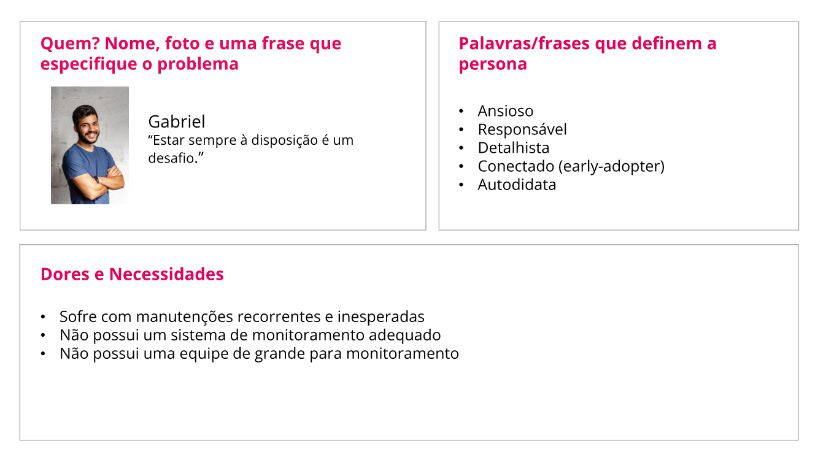 Quem? Nome, foto e uma frase que
especifique o problema
Gabriel
“Estar sempre à disposição é um
desafio.”
Palavras/frases que definem a
persona
• Ansioso
• Responsável
• Detalhista
• Conectado (early-adopter)
• Autodidata
Dores e Necessidades
• Sofre com manutenções recorrentes e inesperadas
• Não possui um sistema de monitoramento adequado
• Não possui uma equipe de grande para monitoramento